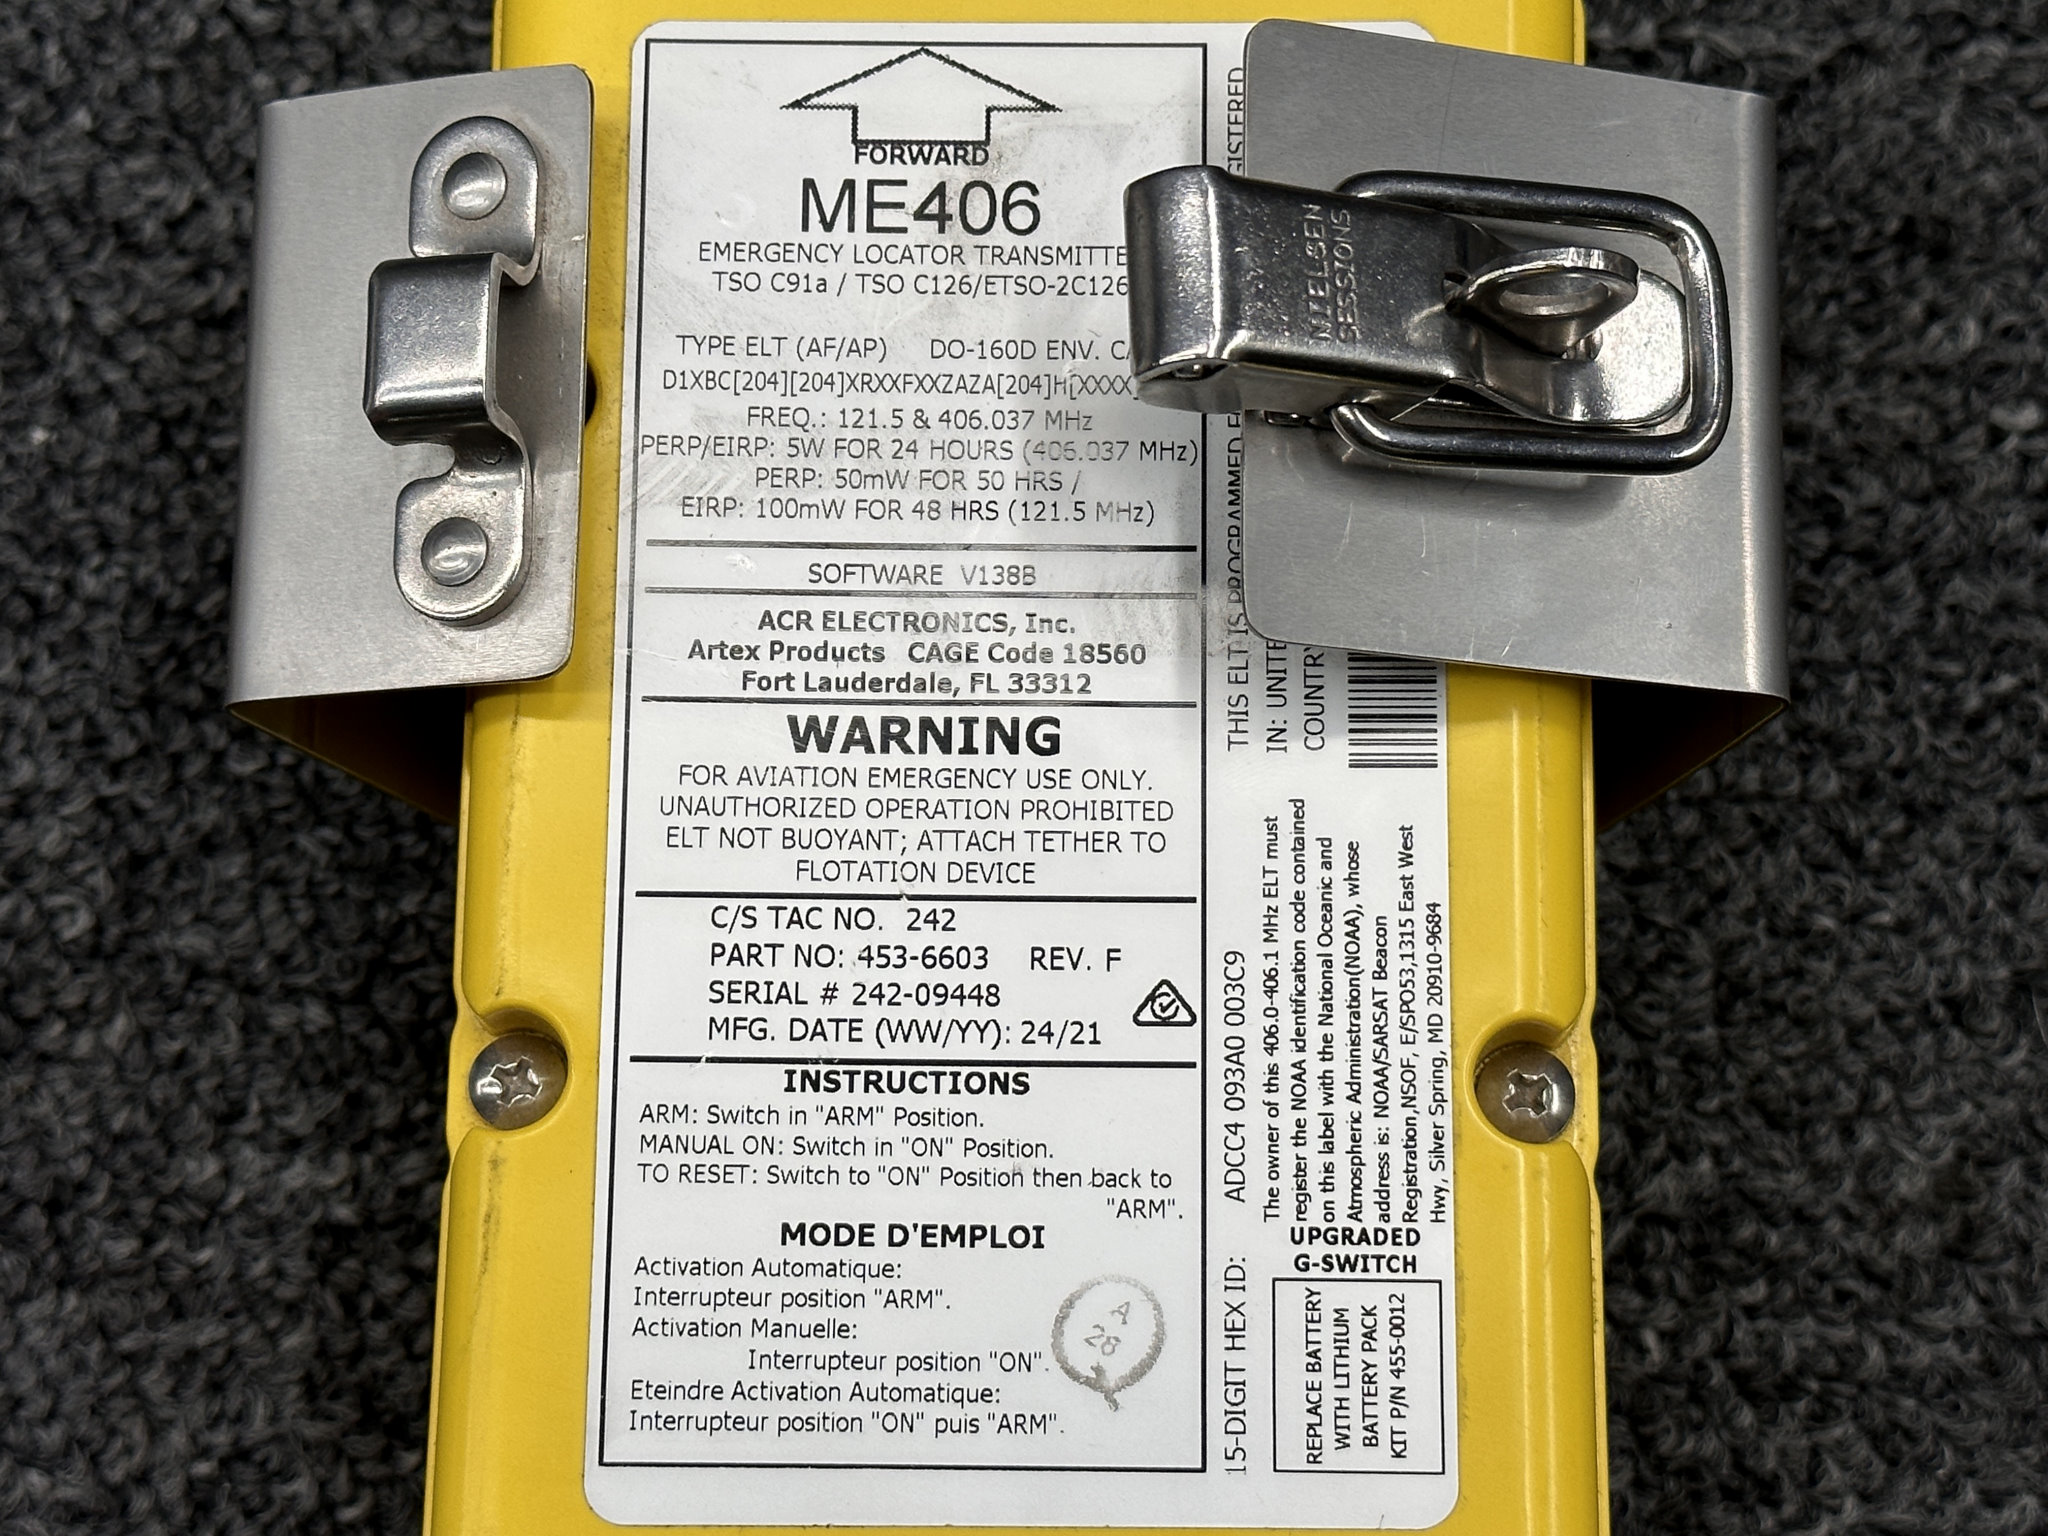 FORWARD
ME406
EMERGENCY LOCATOR
TSO C91a / TSO C126/ETSO-2C126
TYPE ELT (AF/AP) DO-160D ENV.
D1XBC[204][204]XRXXFXXZAZA[204]H[XXXX]
FREQ.: 121.5 & 406.037 MHz
PERP/EIRP: 5W FOR 24 HOURS (406.037 MHz)
PERP: 50mW FOR 50 HRS /
EIRP: 100mW FOR 48 HRS (121.5 MHz)
SOFTWARE V138B
ACR ELECTRONICS, Inc.
Artex Products CAGE Code 18560
Fort Lauderdale, FL 33312
WARNING
FOR AVIATION EMERGENCY USE ONLY.
UNAUTHORIZED OPERATION PROHIBITED
ELT NOT BUOYANT; ATTACH TETHER TO
FLOTATION DEVICE
C/S TAC NO. 242
PART NO: 453-6603 REV. F
SERIAL # 242-09448
MFG. DATE (WW/YY): 24/21
INSTRUCTIONS
ARM: Switch in "ARM" Position.
MANUAL ON: Switch in "ON" Position.
TO RESET: Switch to "ON" Position then back to
"ARM".
MODE D'EMPLOI
Activation Automatique:
Interrupteur position "ARM".
Activation Manuelle:
Interrupteur position "ON".
Eteindre Activation Automatique:
Interrupteur position "ON" puis "ARM".
A
28
NIELSEN
SESSIONS
THIS ELT IS PROGRAMMED
IN:
COUNTRY
15-DIGIT HEX ID: ADCC4 093A0 003C9
The owner of this 406.0-406.1 MHz ELT must
register the NOAA identification code contained
on this label with the National Oceanic and
Atmospheric Administration(NOAA), whose
address is: NOAA/SARSAT Beacon
Registration,NSOF, E/SPO53,1315 East West
Hwy, Silver Spring, MD 20910-9684
UPGRADED
G-SWITCH
REPLACE BATTERY
WITH LITHIUM
BATTERY PACK
KIT P/N 455-0012